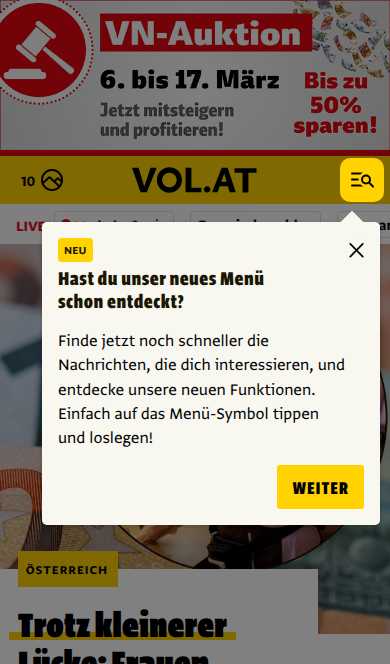 VN-Auktion
6. bis 17. März
Jetzt mitsteigern
und profitieren!
Bis zu
50%
sparen!
10
VOL.AT
LIVE
NEU
Hast du unser neues Menü
schon entdeckt?
Finde jetzt noch schneller die
Nachrichten, die dich interessieren, und
entdecke unsere neuen Funktionen.
Einfach auf das Menü-Symbol tippen
und loslegen!
WEITER
ÖSTERREICH
Trotz kleinerer
Lücke: Frauen